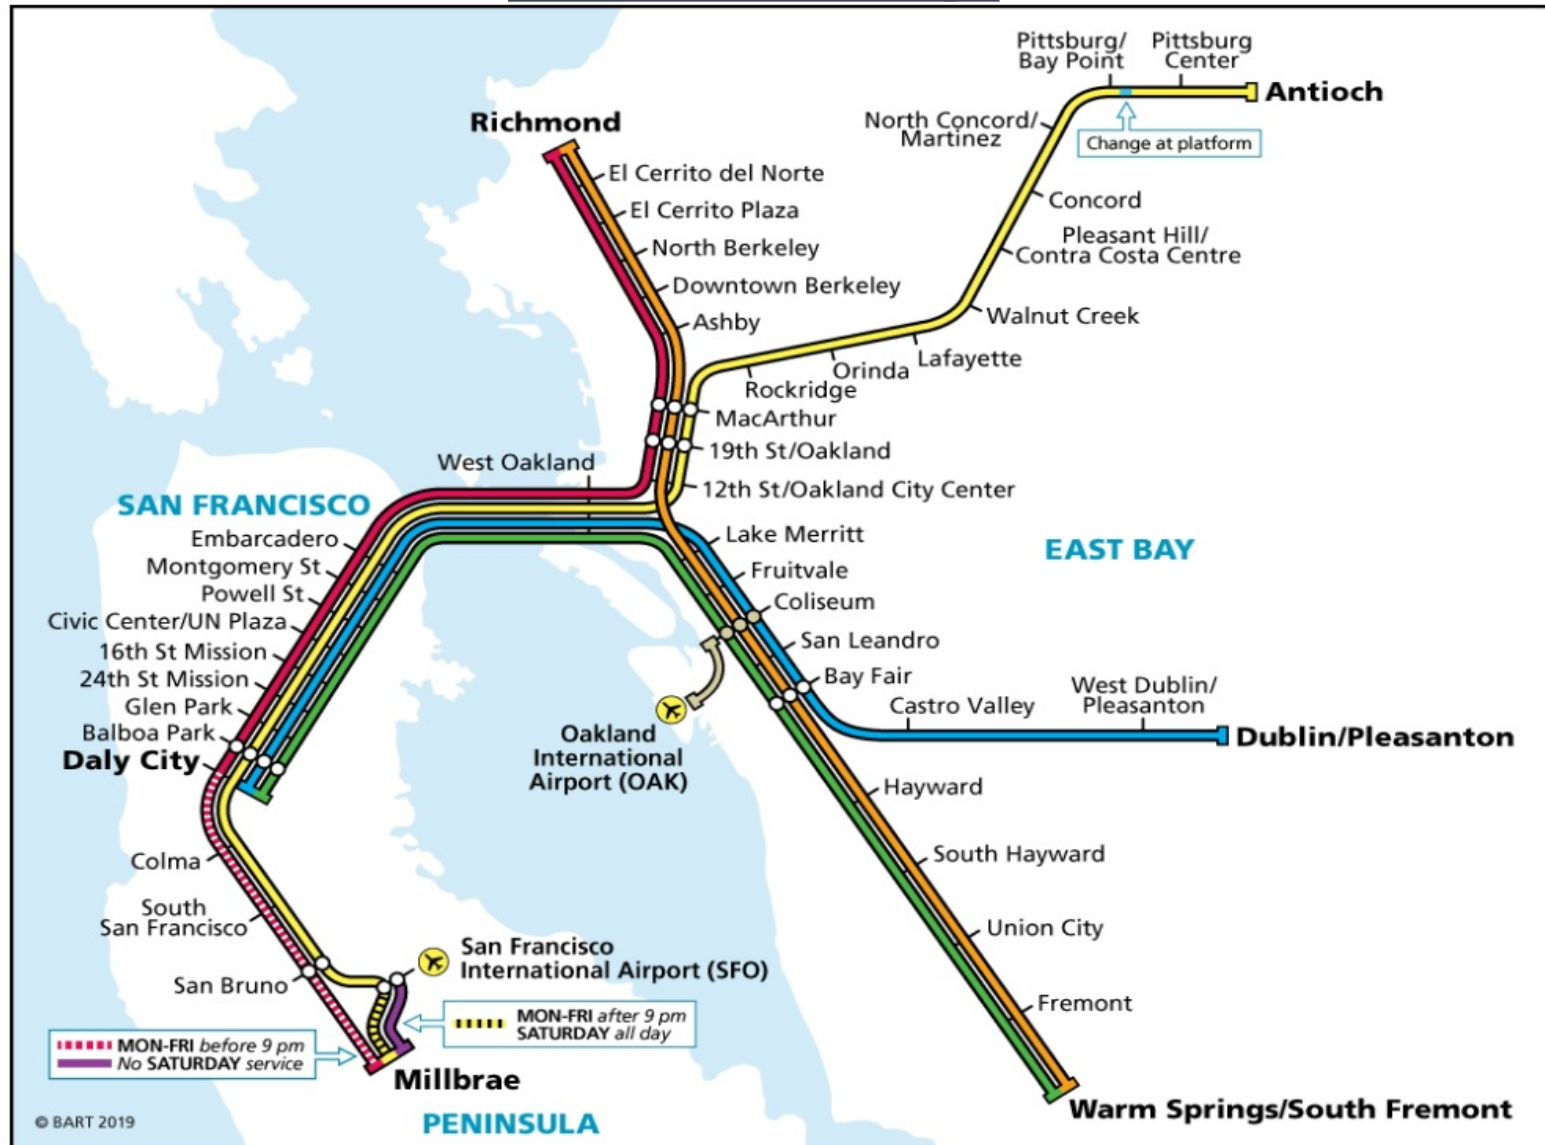 Pittsburg/
Bay Point
Pittsburg
Center
Antioch
Richmond
North Concord/
Martinez
Change at platform
El Cerrito del Norte
El Cerrito Plaza
Concord
North Berkeley
Pleasant Hill/
Contra Costa Centre
Downtown Berkeley
Ashby
Walnut Creek
Lafayette
Orinda
Rockridge
MacArthur
19th St/Oakland
West Oakland
12th St/Oakland City Center
SAN FRANCISCO
Embarcadero
Lake Merritt
EAST BAY
Montgomery St
Fruitvale
Powell St
Coliseum
Civic Center/UN Plaza
San Leandro
16th St Mission
Bay Fair
24th St Mission
West Dublin/
Pleasanton
Castro Valley
Glen Park
Balboa Park
Oakland
International
Airport (OAK)
Dublin/Pleasanton
Daly City
Hayward
Colma
South Hayward
South
San Francisco
Union City
San Francisco
International Airport (SFO)
San Bruno
Fremont
MON-FRI after 9 pm
SATURDAY all day
MON-FRI before 9 pm
No SATURDAY service
Millbrae
Warm Springs/South Fremont
© BART 2019
PENINSULA